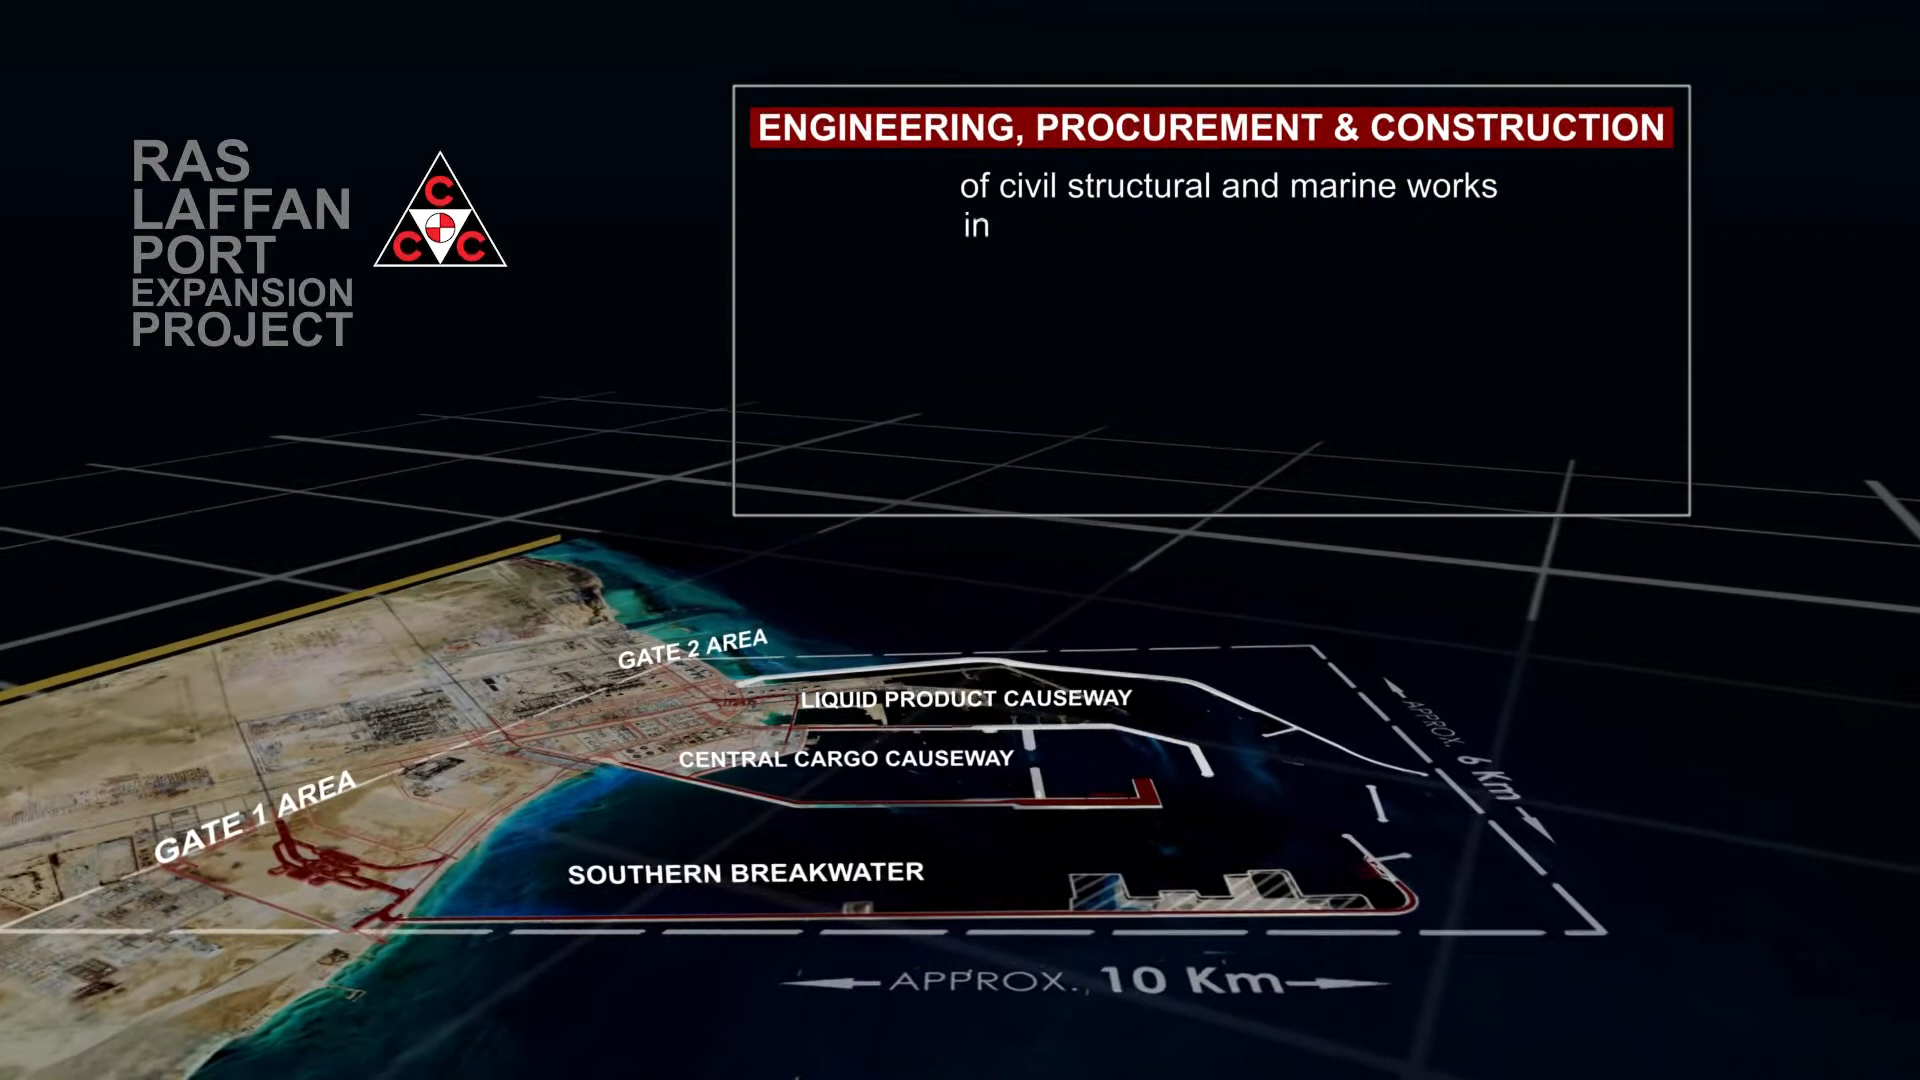 RAS
LAFFAN
PORT
EXPANSION
PROJECT
C
C C
ENGINEERING, PROCUREMENT & CONSTRUCTION
of civil structural and marine works
in
GATE 2 AREA
LIQUID PRODUCT CAUSEWAY
CENTRAL CARGO CAUSEWAY
GATE 1 AREA
SOUTHERN BREAKWATER
APPROX. 6 Km
APPROX. 10 Km